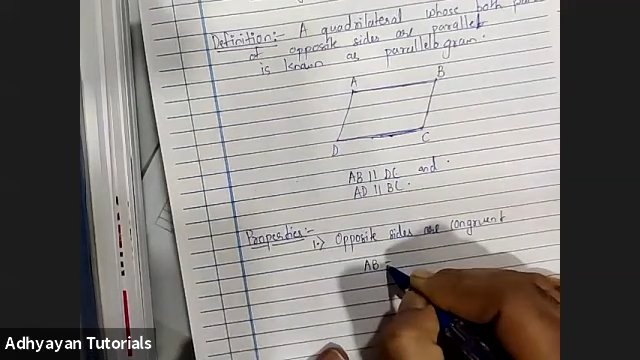 Definition:- A quadrilateral whose both pairs
of opposite sides are parallel
is known as parallelogram.
A
B
D
C
AB || DC and
AD || BC.
Properties:-
1.) Opposite sides are congruent
AB =
Adhyayan Tutorials